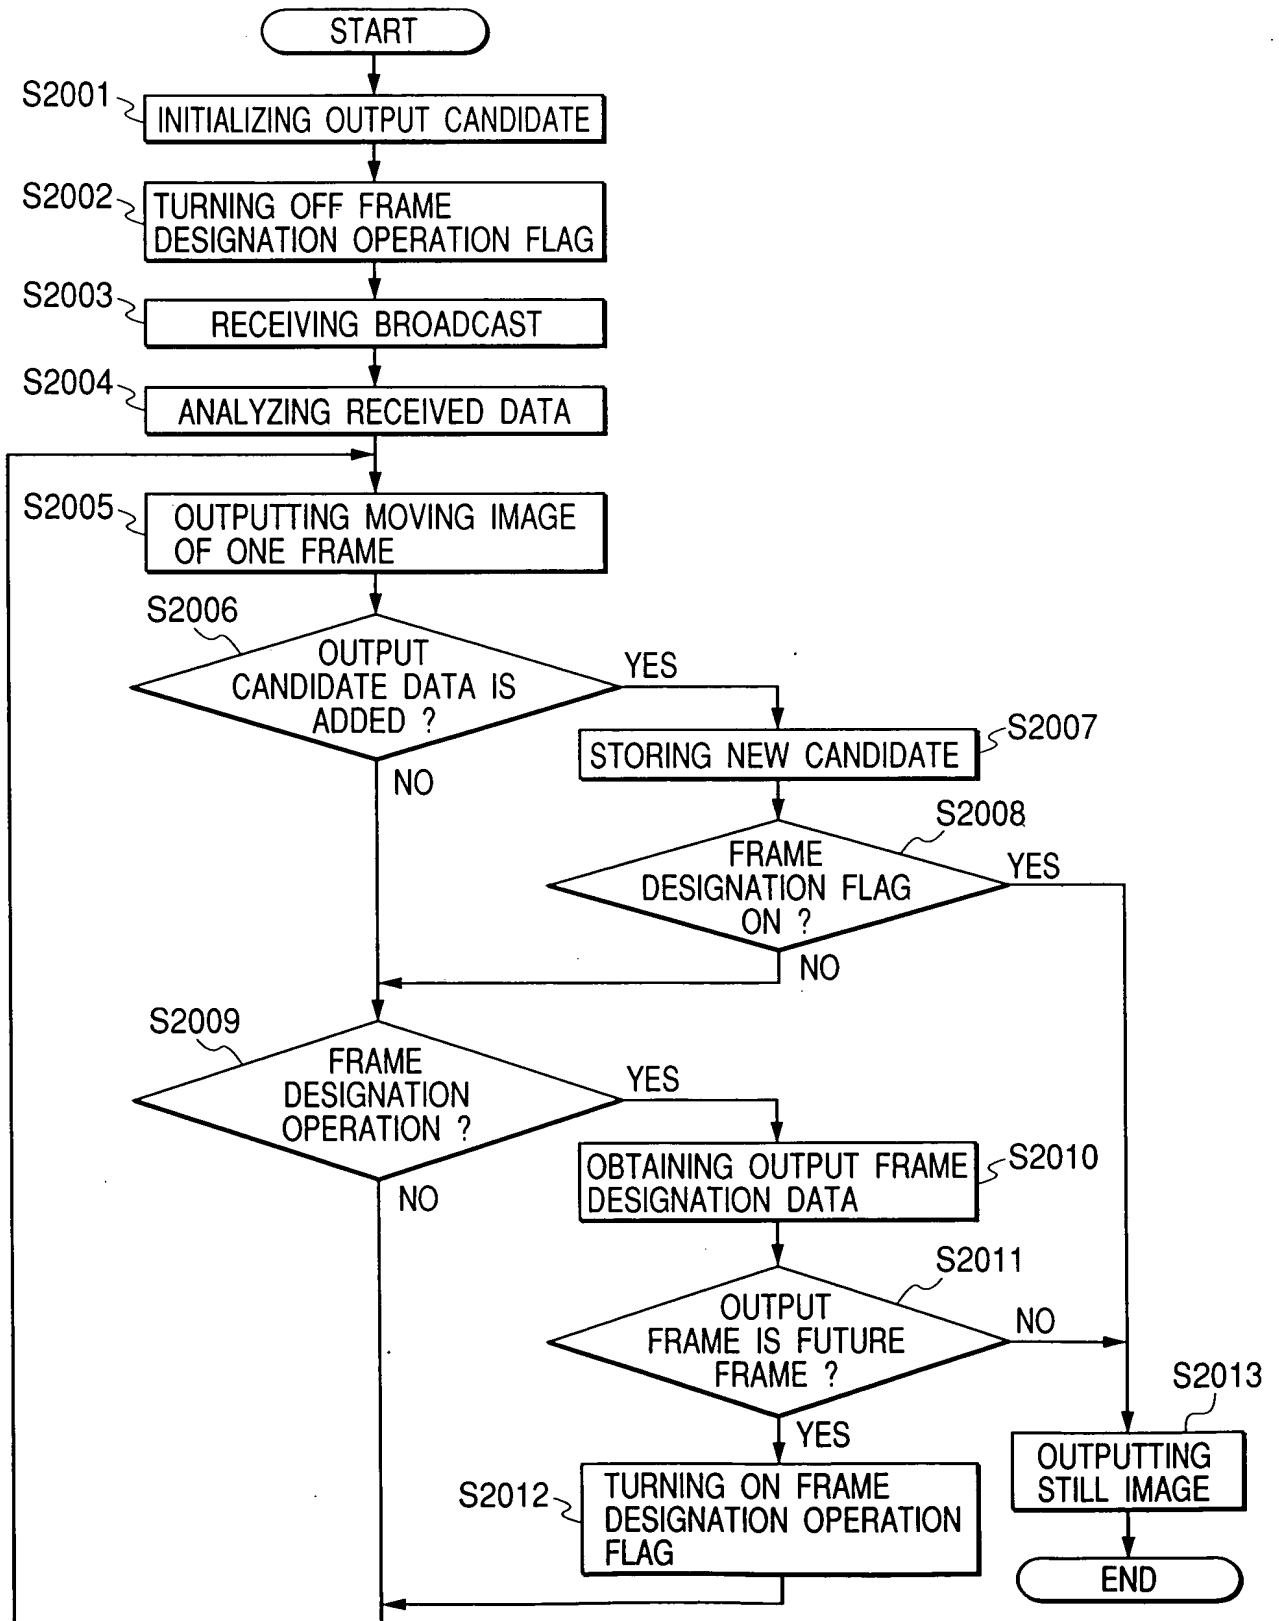 START
S2001
INITIALIZING OUTPUT CANDIDATE
S2002
TURNING OFF FRAME
DESIGNATION OPERATION FLAG
S2003
RECEIVING BROADCAST
S2004
ANALYZING RECEIVED DATA
S2005
OUTPUTTING MOVING IMAGE
OF ONE FRAME
S2006
OUTPUT
CANDIDATE DATA IS
ADDED ?
YES
NO
S2007
STORING NEW CANDIDATE
S2008
FRAME
DESIGNATION FLAG
ON ?
YES
NO
S2009
FRAME
DESIGNATION
OPERATION ?
YES
NO
S2010
OBTAINING OUTPUT FRAME
DESIGNATION DATA
S2011
OUTPUT
FRAME IS FUTURE
FRAME ?
NO
YES
S2012
TURNING ON FRAME
DESIGNATION OPERATION
FLAG
S2013
OUTPUTTING
STILL IMAGE
END